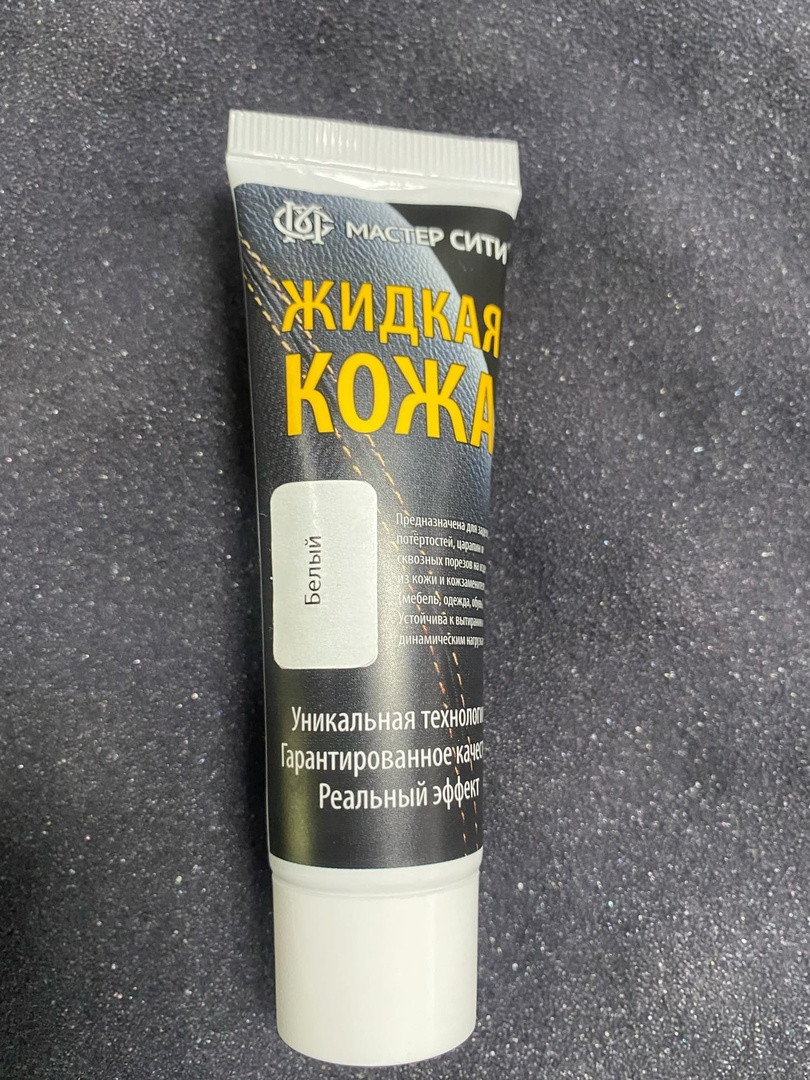 МАСТЕР СИТИ
ЖИДКАЯ
КОЖА
Белый
Предназначена для
потёртостей, царапин и
сквозных порезов на
из кожи и
(мебель, одежда,
Устойчива к
динамическим
Уникальная
Гарантированное
Реальный эффект